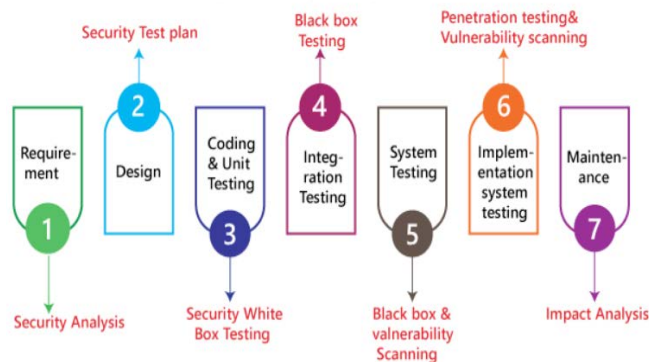 Security Test plan
Black box
Testing
Penetration testing&
Vulnerability scanning
2
4
6
Require-
ment
Design
Coding
& Unit
Testing
Integ-
ration
Testing
System
Testing
Implem-
entation
system
testing
Mainten-
ance
1
3
5
7
Security Analysis
Security White
Box Testing
Black box &
valnerability
Scanning
Impact Analysis